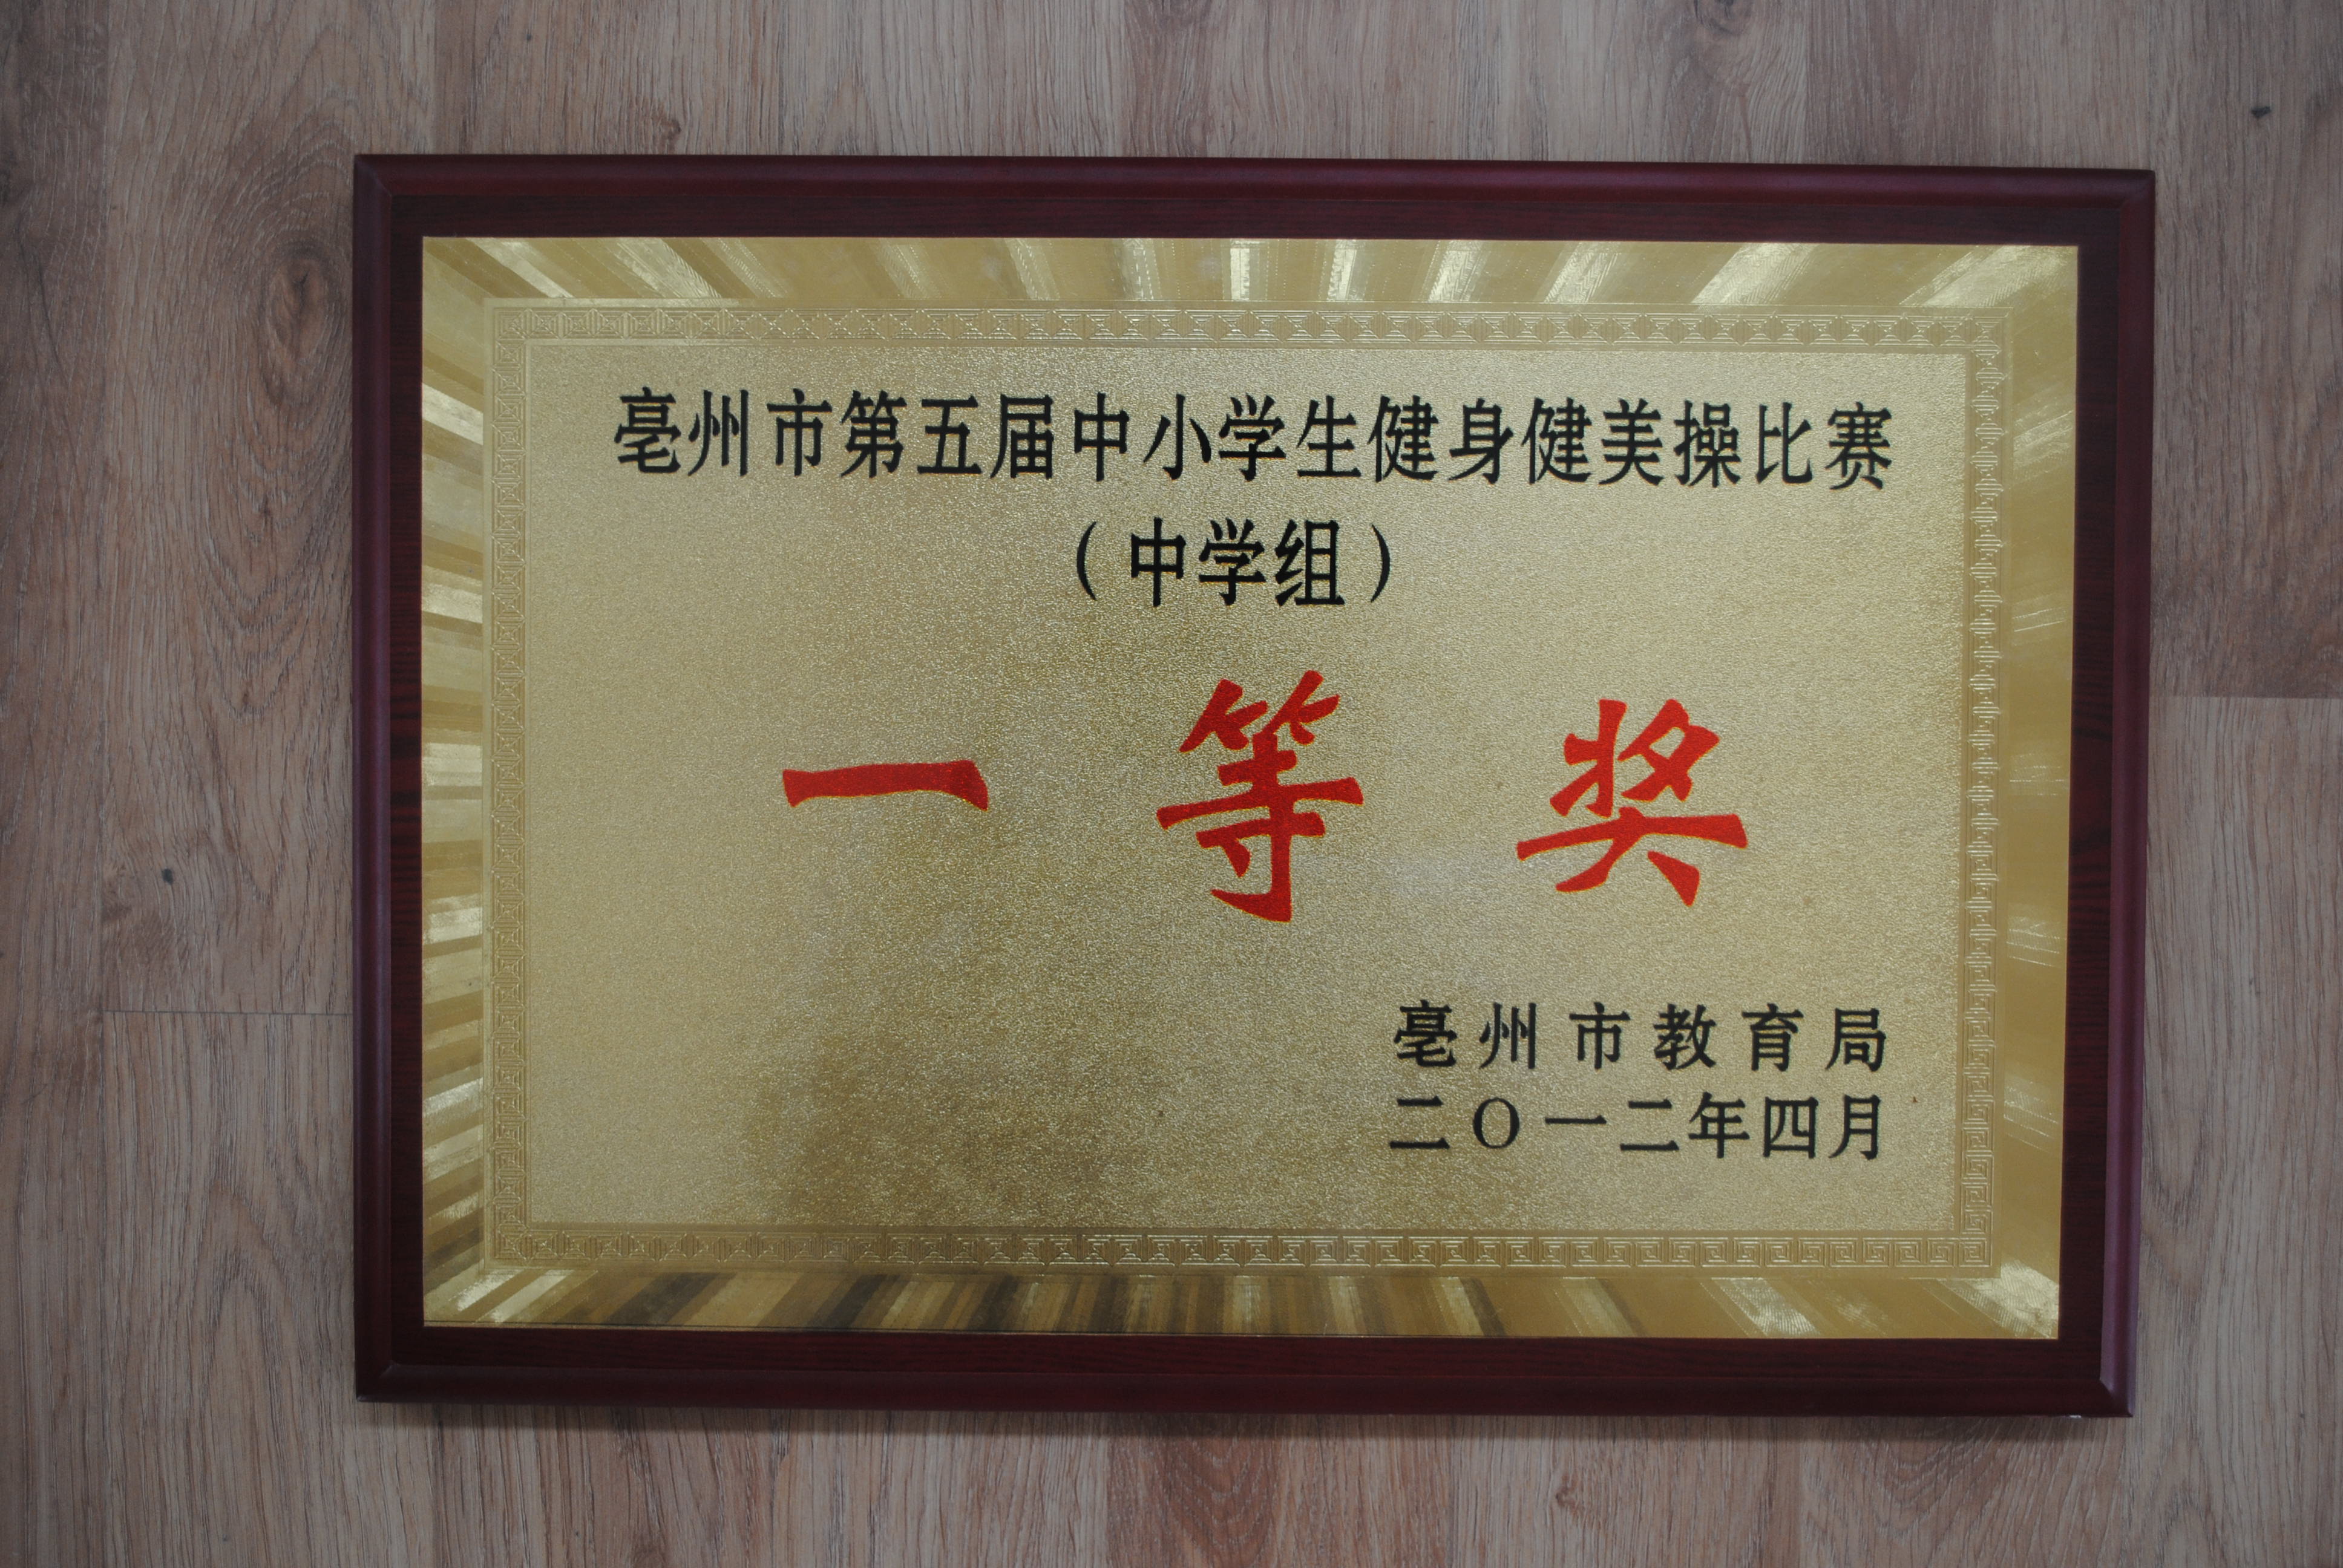 亳州市第五届中小学生健身健美操比赛
（中学组）
一等奖
亳州市教育局
二〇一二年四月